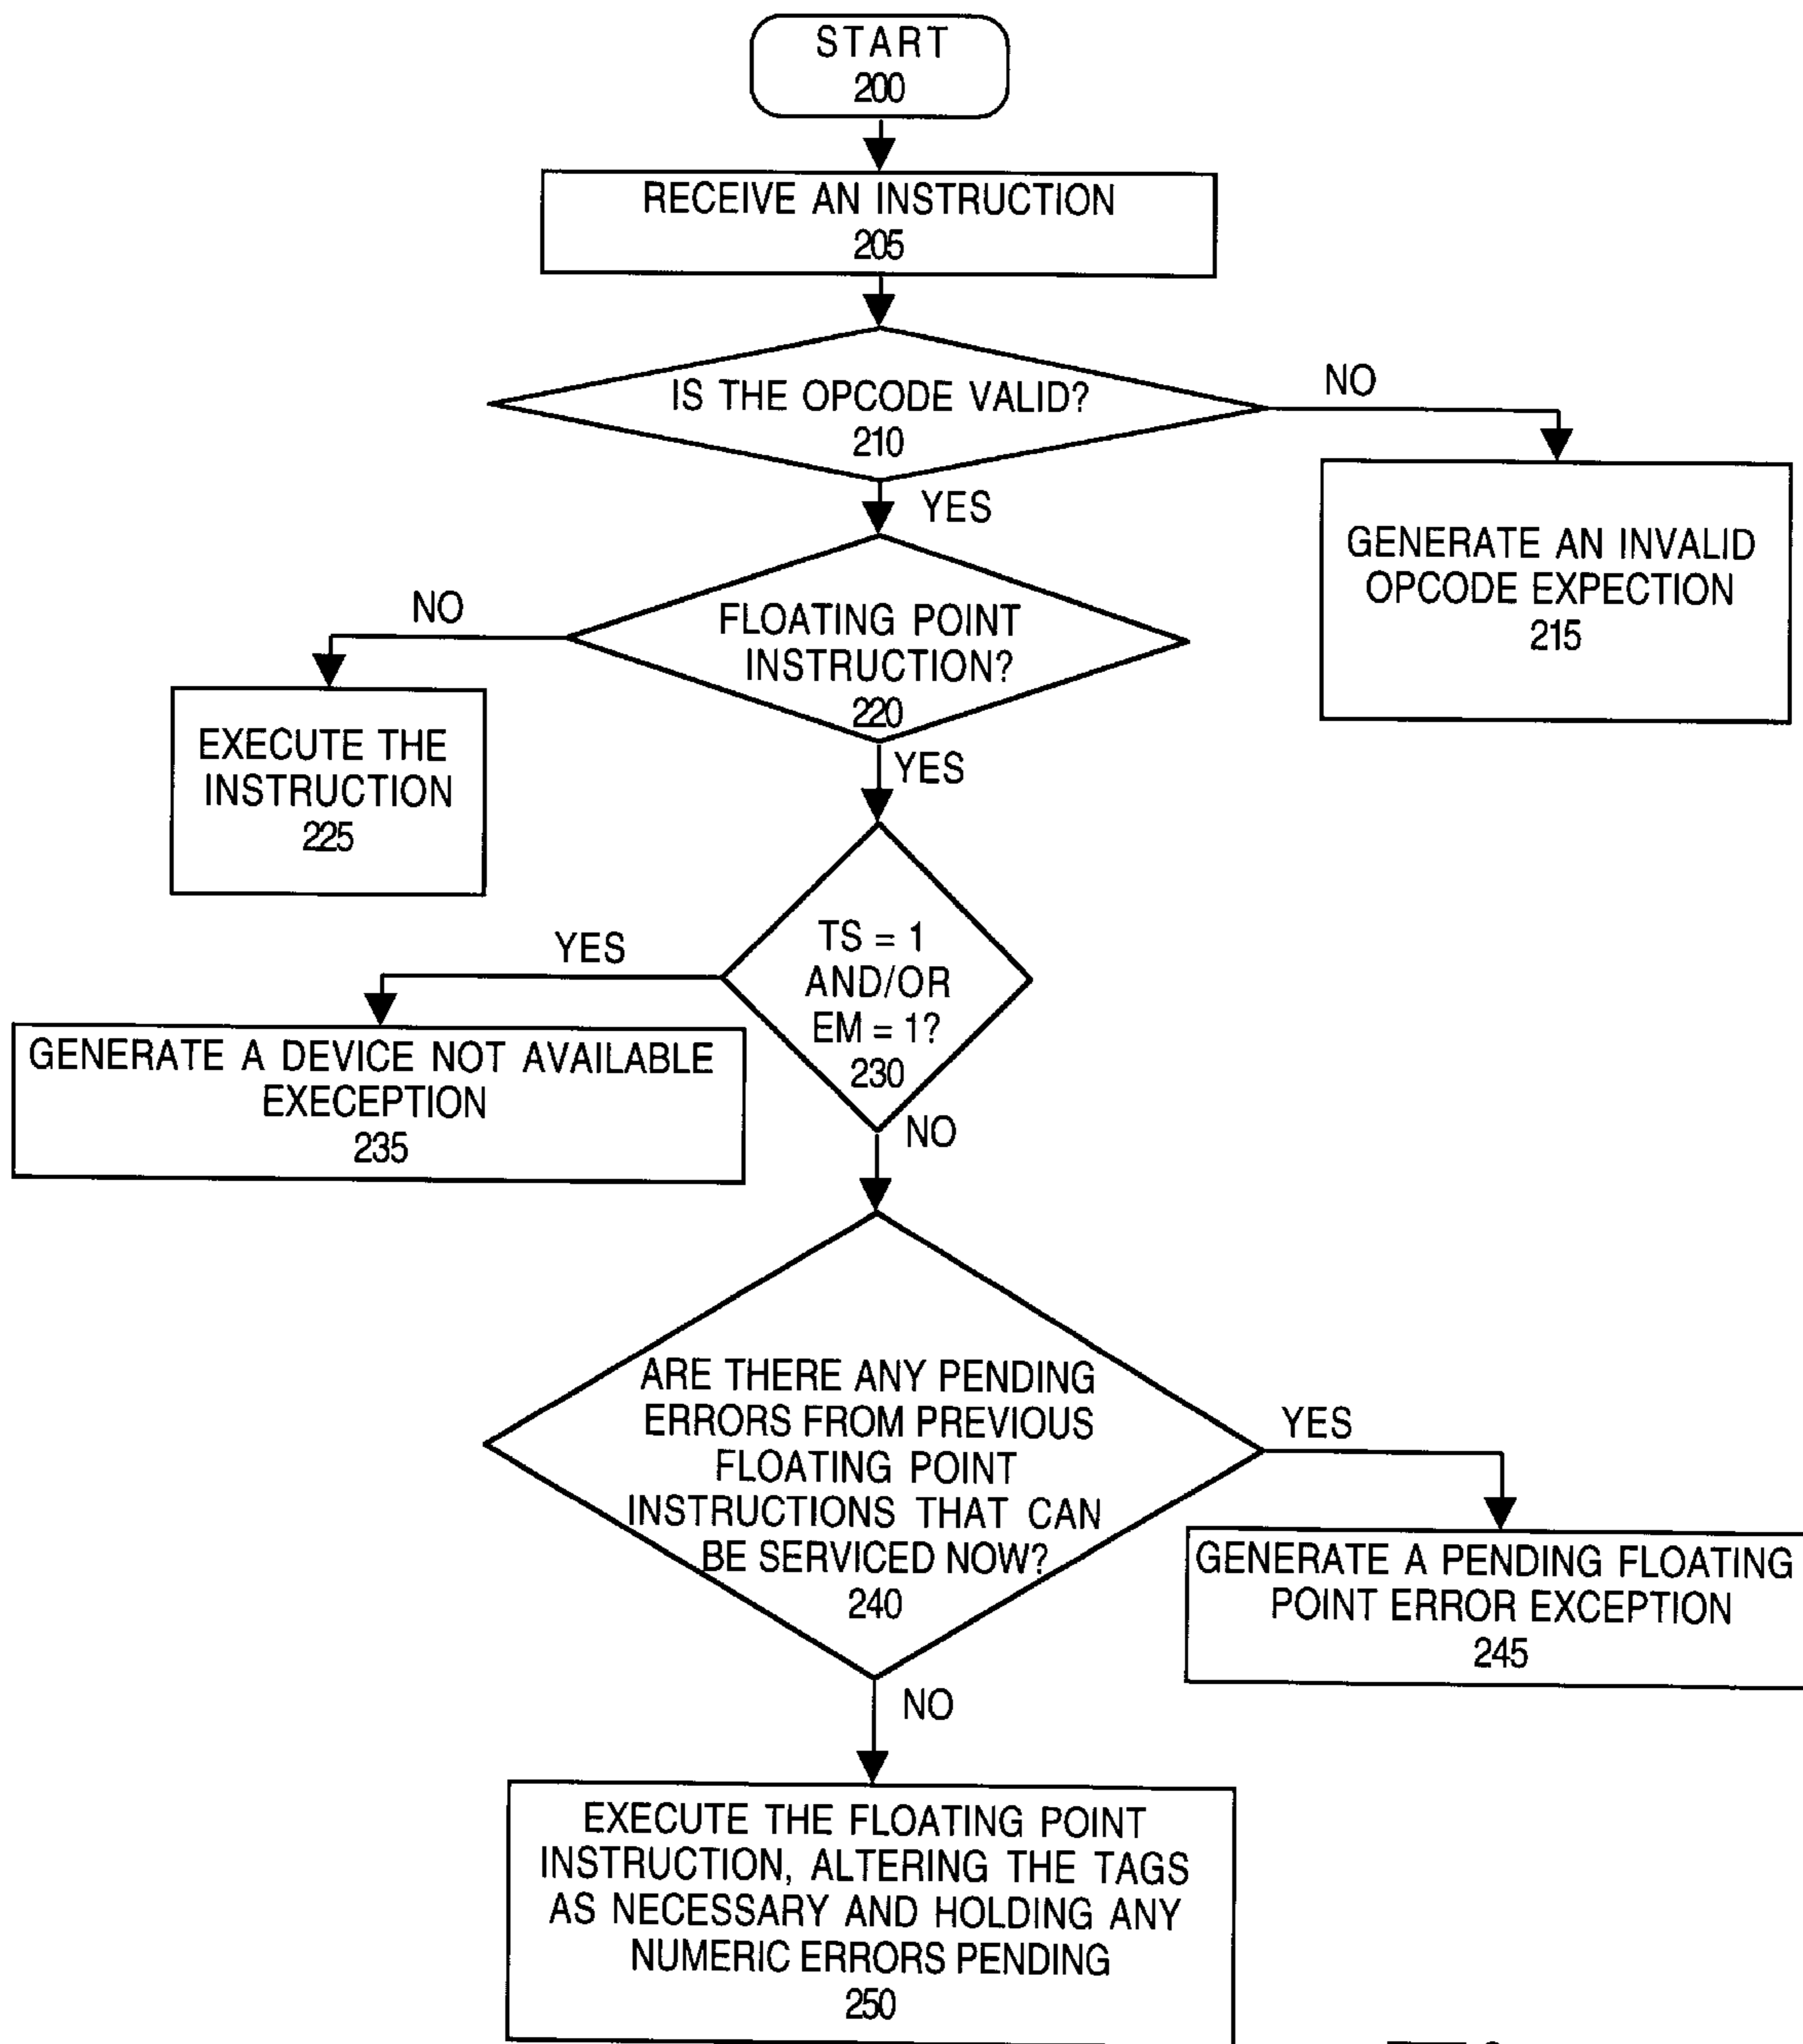 START
200
RECEIVE AN INSTRUCTION
205
IS THE OPCODE VALID?
210
NO
YES
GENERATE AN INVALID
OPCODE EXPECTION
215
FLOATING POINT
INSTRUCTION?
220
NO
EXECUTE THE
INSTRUCTION
225
YES
TS = 1
AND/OR
EM = 1?
230
YES
GENERATE A DEVICE NOT AVAILABLE
EXECEPTION
235
NO
ARE THERE ANY PENDING
ERRORS FROM PREVIOUS
FLOATING POINT
INSTRUCTIONS THAT CAN
BE SERVICED NOW?
240
YES
GENERATE A PENDING FLOATING
POINT ERROR EXCEPTION
245
NO
EXECUTE THE FLOATING POINT
INSTRUCTION, ALTERING THE TAGS
AS NECESSARY AND HOLDING ANY
NUMERIC ERRORS PENDING
250